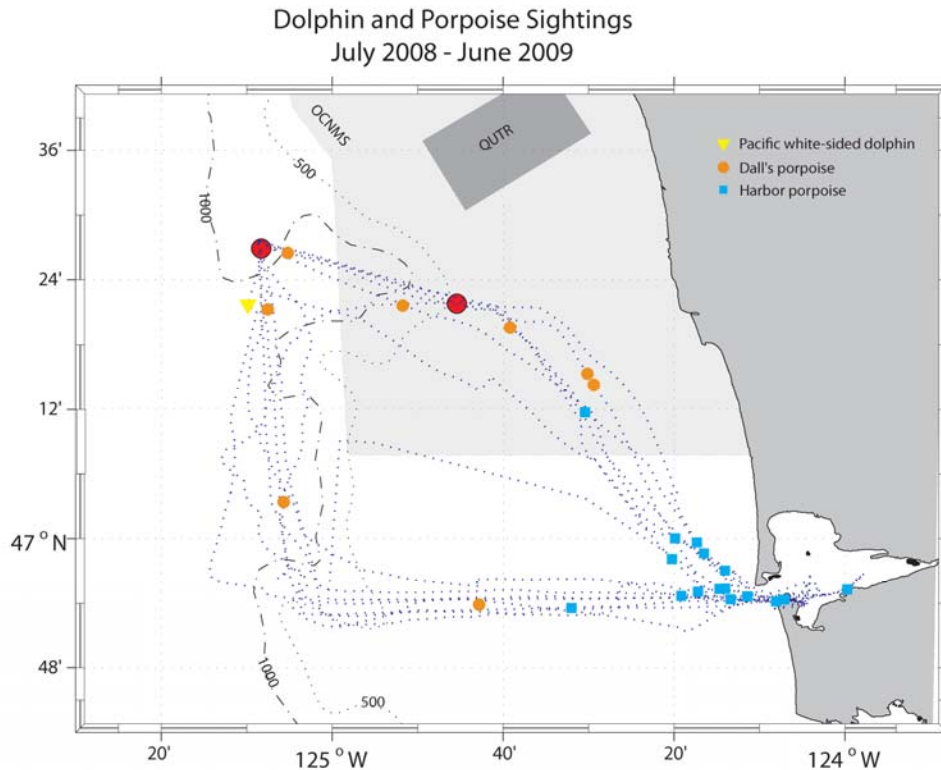 Dolphin and Porpoise Sightings
July 2008 - June 2009
OCNMS
QUTR
500
1000
Pacific white-sided dolphin
Dall's porpoise
Harbor porpoise
36'
24'
12'
47° N
48'
1000
500
20'
125° W
40'
20'
124° W